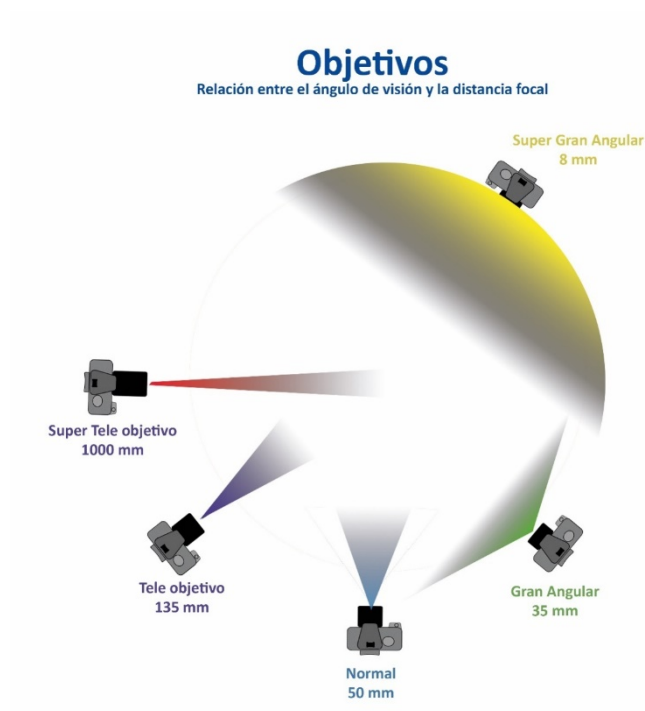 Objetivos
Relación entre el ángulo de visión y la distancia focal
Super Gran Angular
8 mm
Super Tele objetivo
1000 mm
Tele objetivo
135 mm
Gran Angular
35 mm
Normal
50 mm